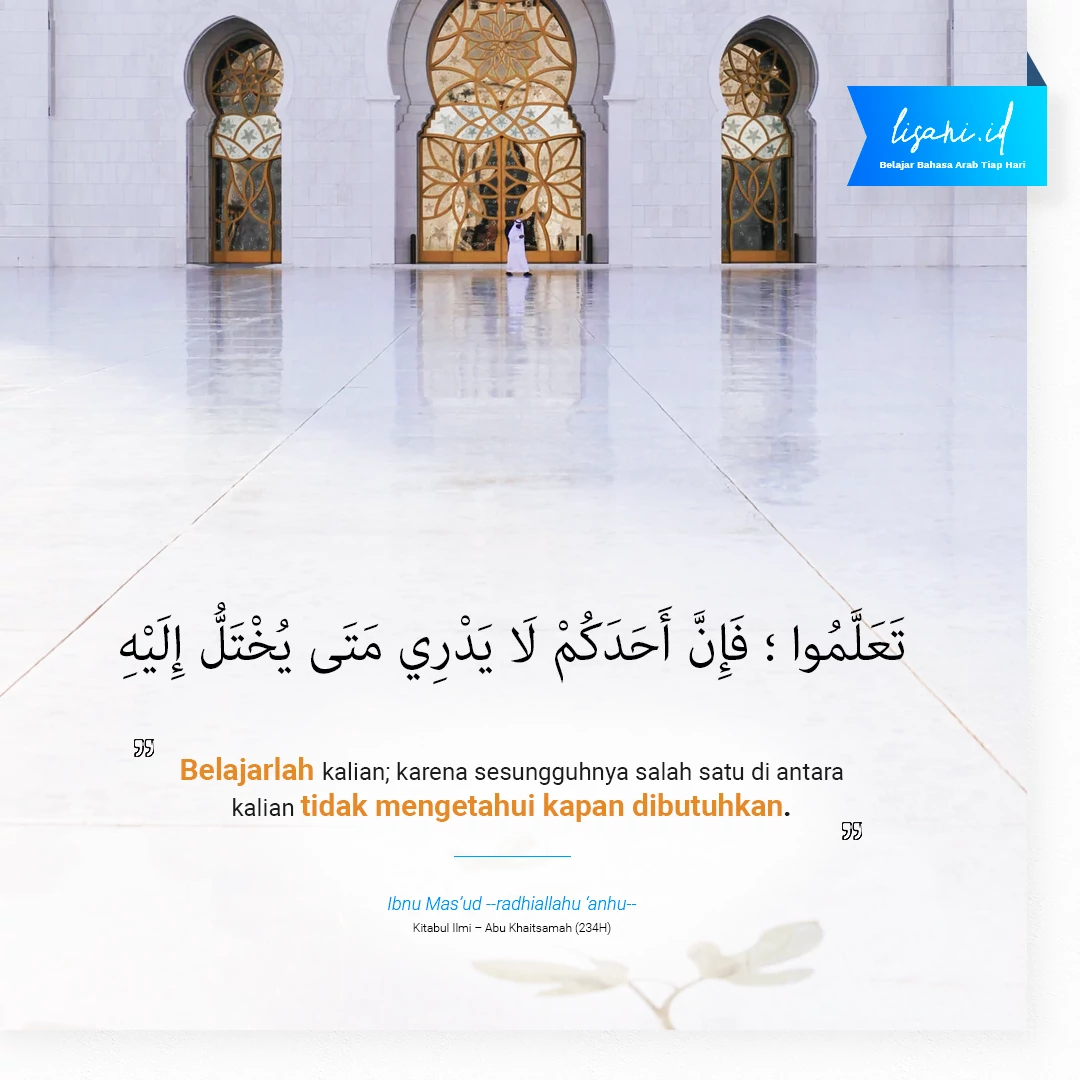 lisani.id
Belajar Bahasa Arab Tiap Hari
تَعَلَّمُوا ؛ فَإِنَّ أَحَدَكُمْ لَا يَدْرِي مَتَى يُخْتَلُّ إِلَيْهِ
Belajarlah kalian; karena sesungguhnya salah satu di antara
kalian tidak mengetahui kapan dibutuhkan.
Ibnu Mas’ud --radhiallahu ‘anhu--
Kitabul Ilmi – Abu Khaitsamah (234H)